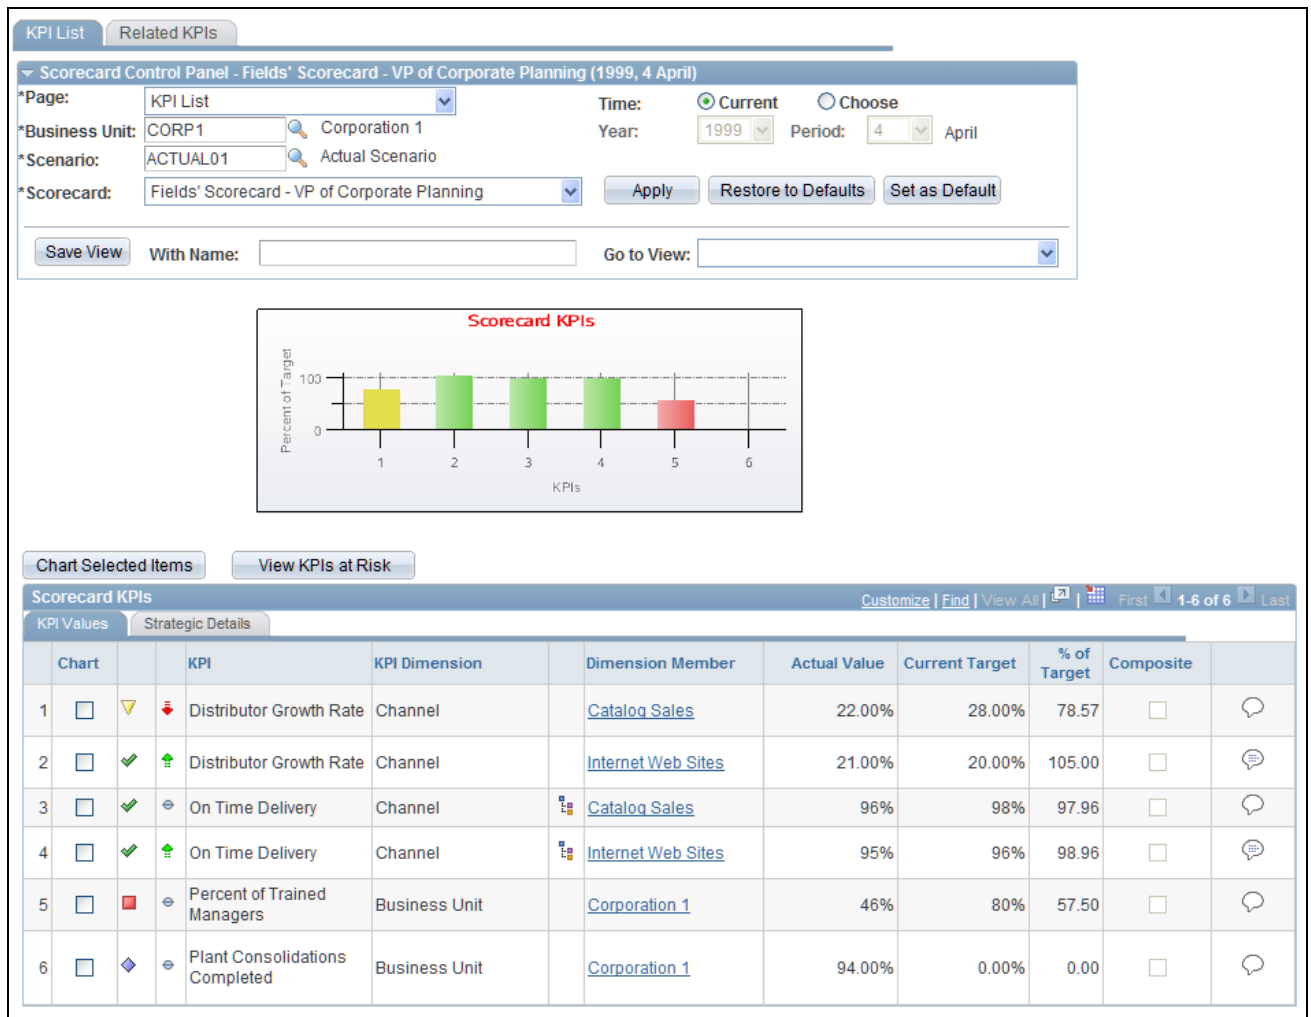 KPI List Related KPIs
Scorecard Control Panel - Fields' Scorecard - VP of Corporate Planning (1999, 4 April)
*Page: KPI List Time: Current Choose
*Business Unit: CORP1 Corporation 1 Year: 1999 Period: 4 April
*Scenario: ACTUAL01 Actual Scenario
*Scorecard: Fields' Scorecard - VP of Corporate Planning Apply Restore to Defaults Set as Default
Save View With Name: Go to View:
Scorecard KPIs
Percent of Target
100
0
1 2 3 4 5 6
KPIs
Chart Selected Items View KPIs at Risk
Scorecard KPIs Customize | Find | View All | | First 1-6 of 6 Last
KPI Values Strategic Details
Chart KPI KPI Dimension Dimension Member Actual Value Current Target % of Target Composite
1 Distributor Growth Rate Channel Catalog Sales 22.00% 28.00% 78.57
2 Distributor Growth Rate Channel Internet Web Sites 21.00% 20.00% 105.00
3 On Time Delivery Channel Catalog Sales 96% 98% 97.96
4 On Time Delivery Channel Internet Web Sites 95% 96% 98.96
5 Percent of Trained Managers Business Unit Corporation 1 46% 80% 57.50
6 Plant Consolidations Completed Business Unit Corporation 1 94.00% 0.00% 0.00